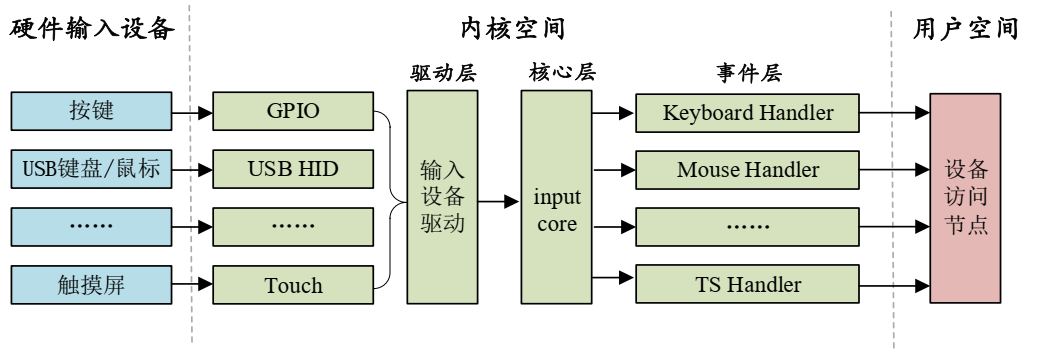 硬件输入设备
内核空间
用户空间
驱动层
核心层
事件层
按键
GPIO
Keyboard Handler
USB键盘/鼠标
USB HID
Mouse Handler
……
……
……
触摸屏
Touch
TS Handler
输入
设备
驱动
input
core
设备
访问
节点